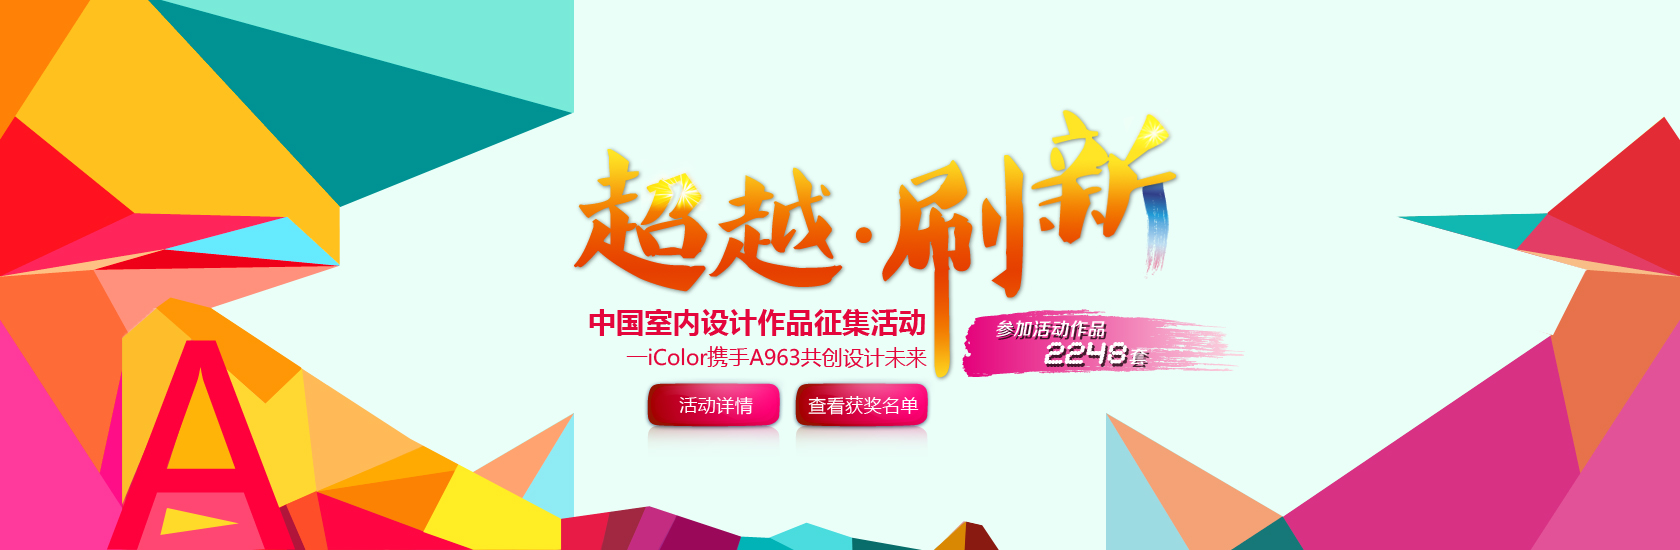 超越·刷新
中国室内设计作品征集活动
—iColor携手A963共创设计未来
参加活动作品
2248套
活动详情
查看获奖名单
A